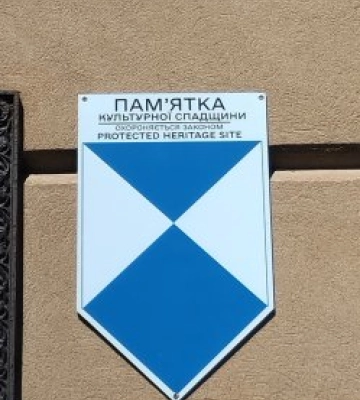 ПАМ'ЯТКА
КУЛЬТУРНОЇ СПАДЩИНИ
ОХОРОНЯЄТЬСЯ ЗАКОНОМ
PROTECTED HERITAGE SITE